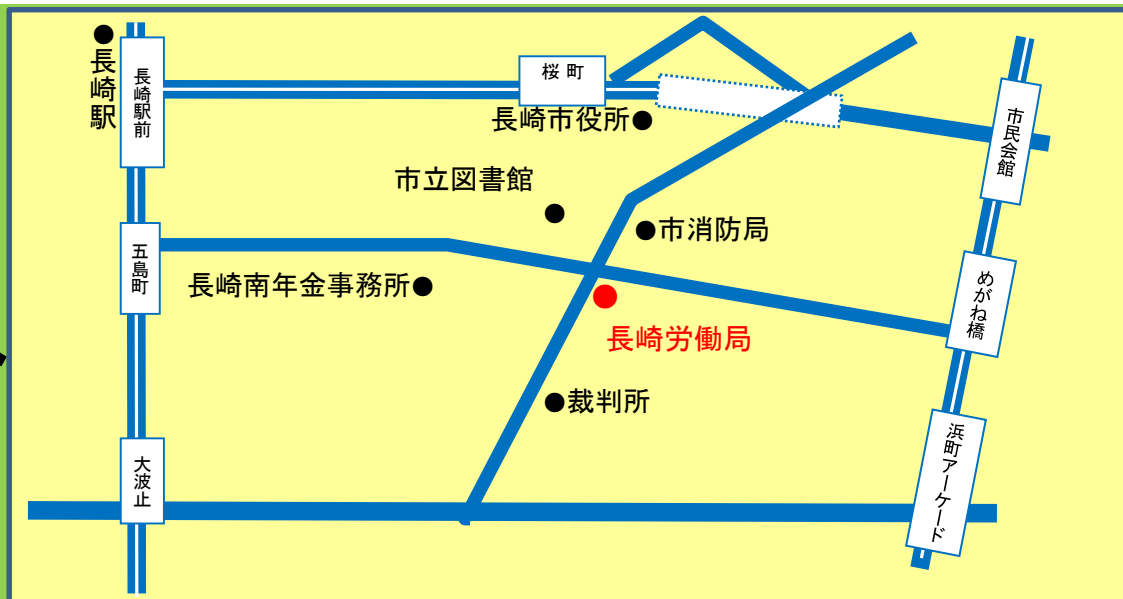 長崎駅
長崎駅前
桜町
長崎市役所
市民会館
市立図書館
市消防局
五島町
長崎南年金事務所
めがね橋
長崎労働局
裁判所
大波止
浜町アーケード